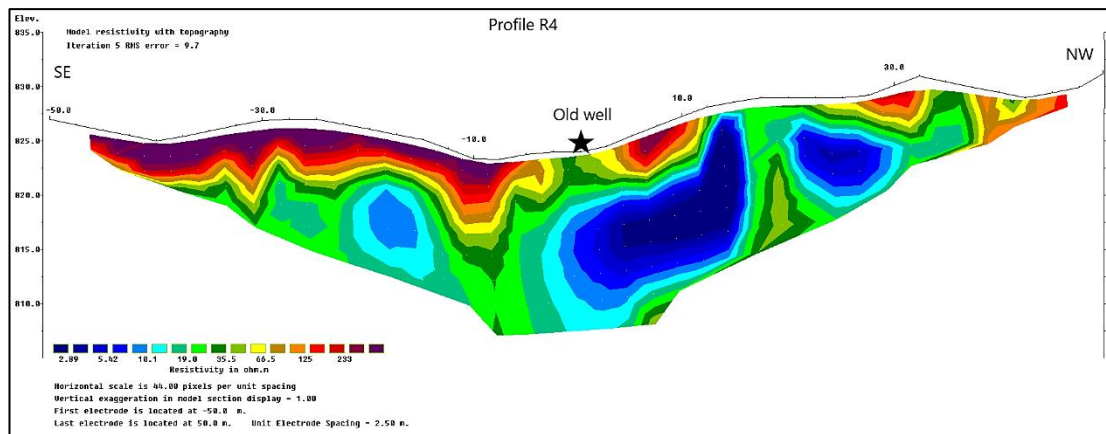 Elev.
Profile R4
835.0
Model resistivity with topography
Iteration 5 RMS error = 9.7
SE
NW
830.0
30.0
-50.0
-30.0
Old well
10.0
825.0
-10.0
820.0
815.0
810.0
2.89 5.42 10.1 19.0 35.5 66.5 125 233
Resistivity in ohm.m
Horizontal scale is 44.00 pixels per unit spacing
Vertical exaggeration in model section display = 1.00
First electrode is located at -50.0 m.
Last electrode is located at 50.0 m. Unit Electrode Spacing = 2.50 m.